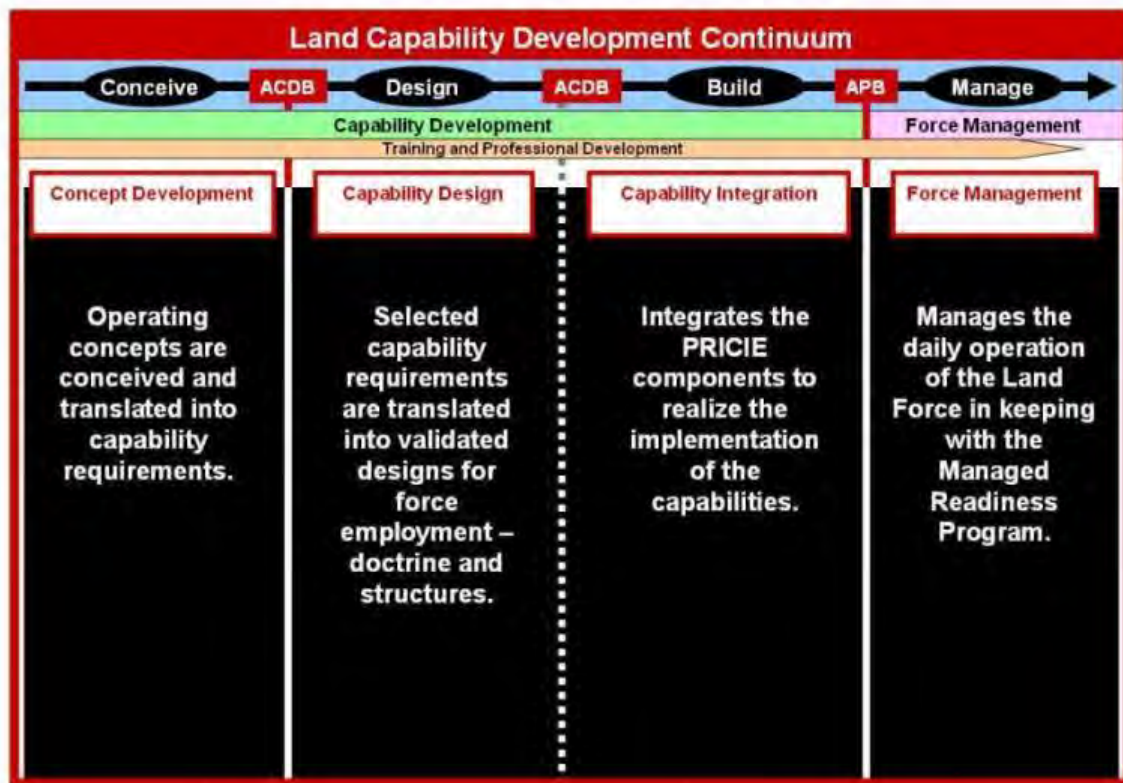 Land Capability Development Continuum
Conceive ACDB Design ACDB Build APB Manage
Capability Development Force Management
Training and Professional Development
Concept Development
Capability Design
Capability Integration
Force Management
Operating
concepts are
conceived and
translated into
capability
requirements.
Selected
capability
requirements
are translated
into validated
designs for
force
employment –
doctrine and
structures.
Integrates the
PRICIE
components to
realize the
implementation
of the
capabilities.
Manages the
daily operation
of the Land
Force in keeping
with the
Managed
Readiness
Program.